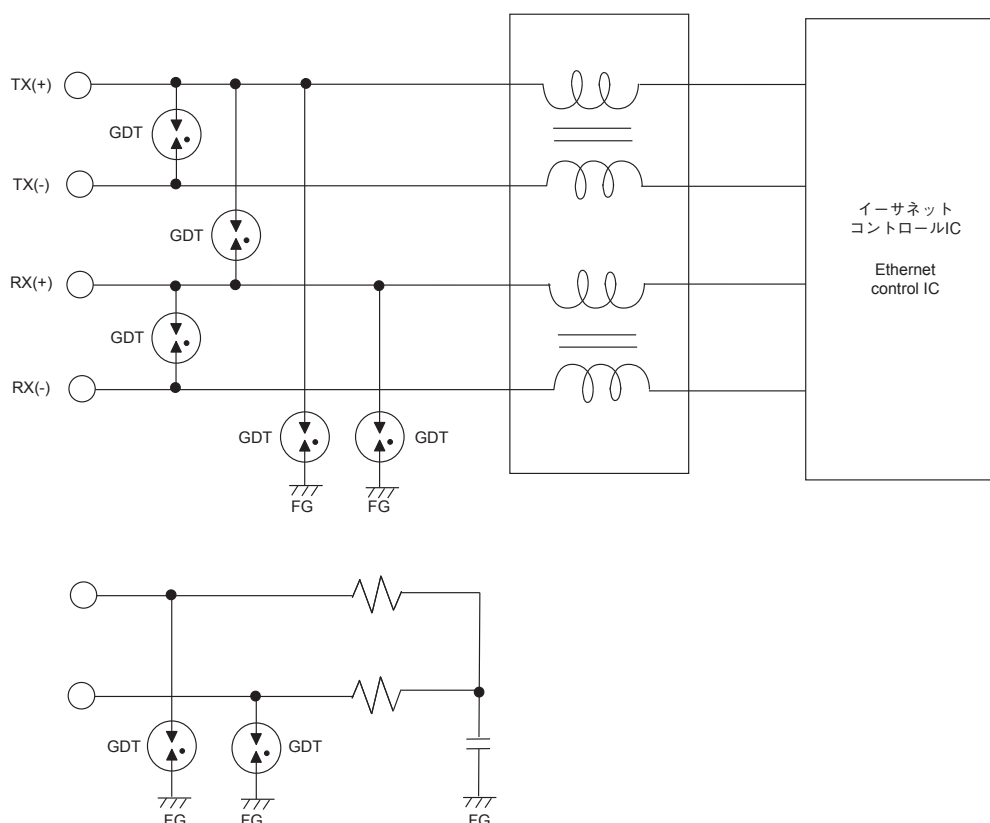 TX(+)
GDT
TX(-)
GDT
RX(+)
GDT
RX(-)
GDT
GDT
FG
FG
イーサネット
コントロールIC
Ethernet
control IC
GDT
GDT
FG
FG
FG